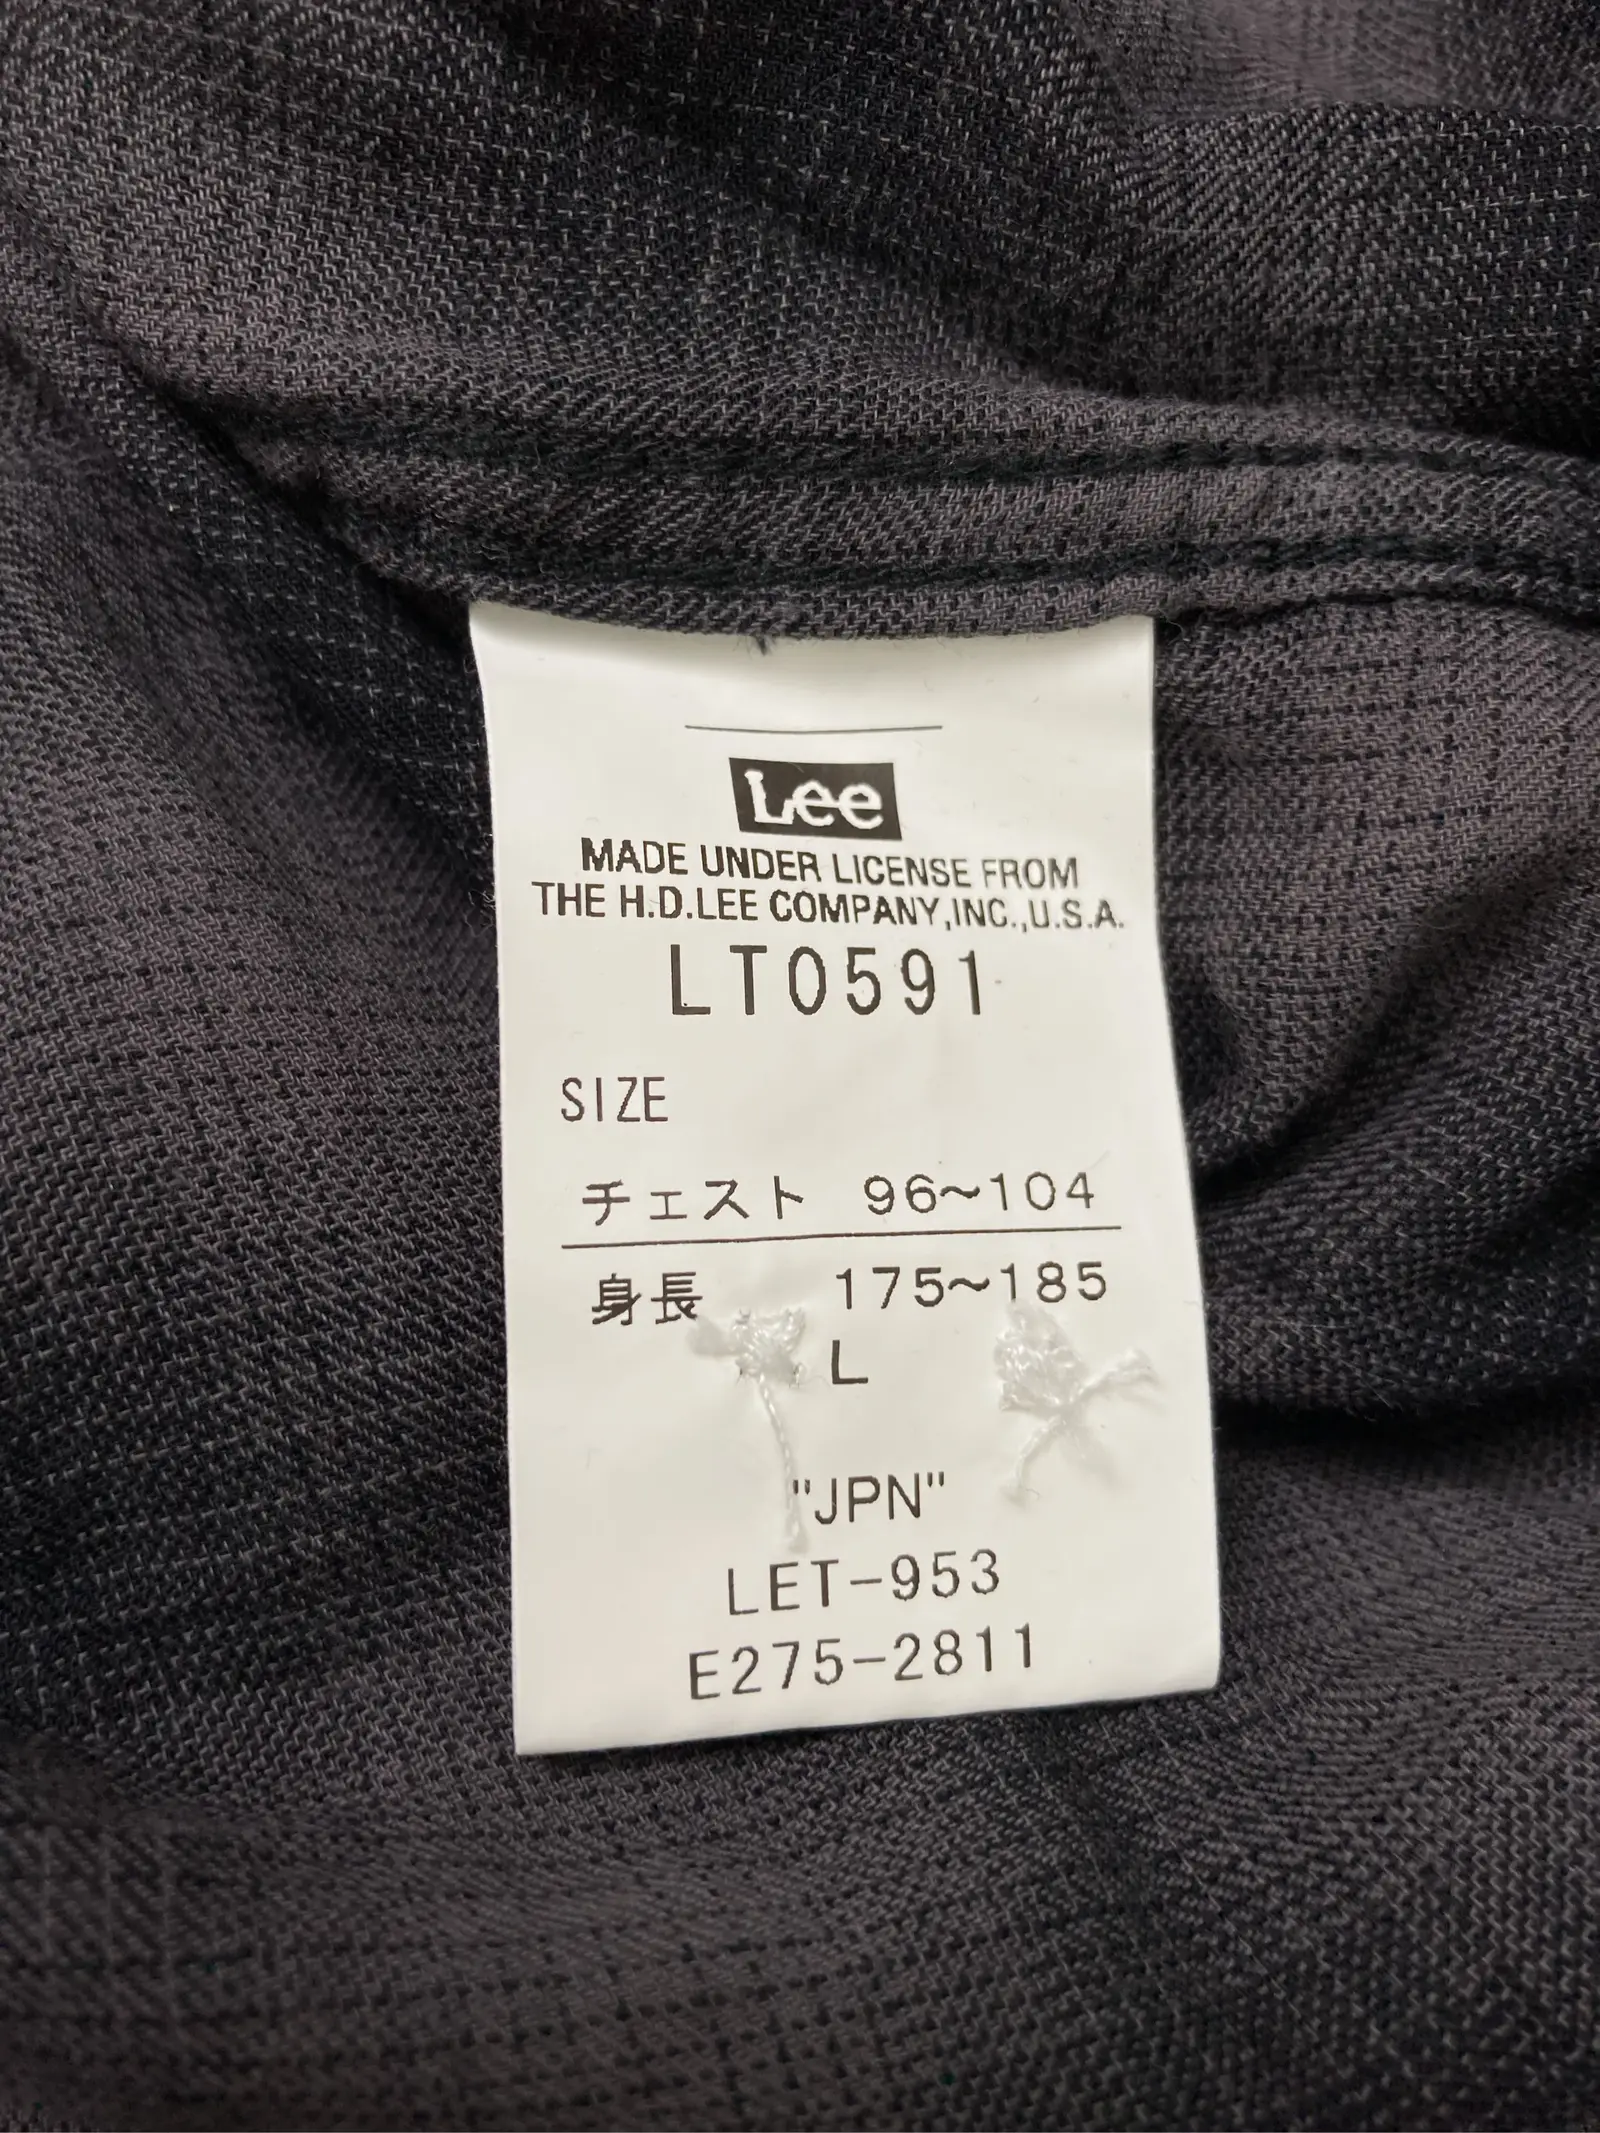 Lee
MADE UNDER LICENSE FROM
THE H.D.LEE COMPANY,INC.,U.S.A.
LT0591
SIZE
チェスト 96~104
身長 175~185
L
"JPN"
LET-953
E275-2811